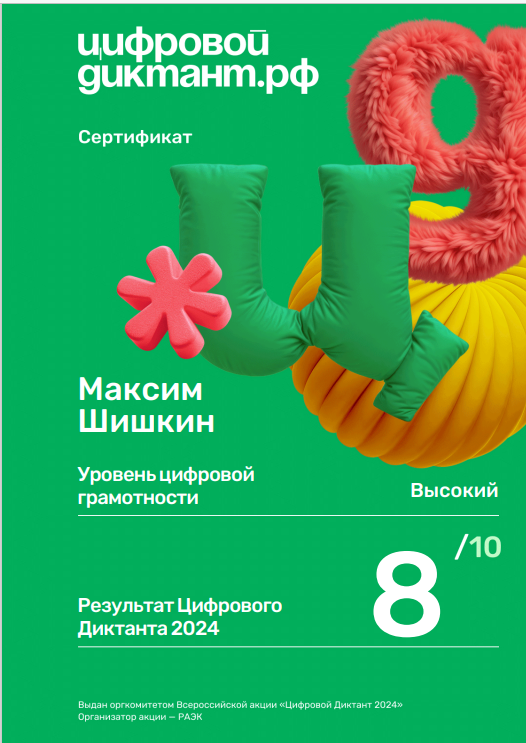 цифровой
диктант.рф
Сертификат
g
Ц
*
Максим
Шишкин
Уровень цифровой
грамотности
Высокий
8
/10
Результат Цифрового
Диктанта 2024
Выдан оргкомитетом Всероссийской акции «Цифровой Диктант 2024»
Организатор акции — РАЭК